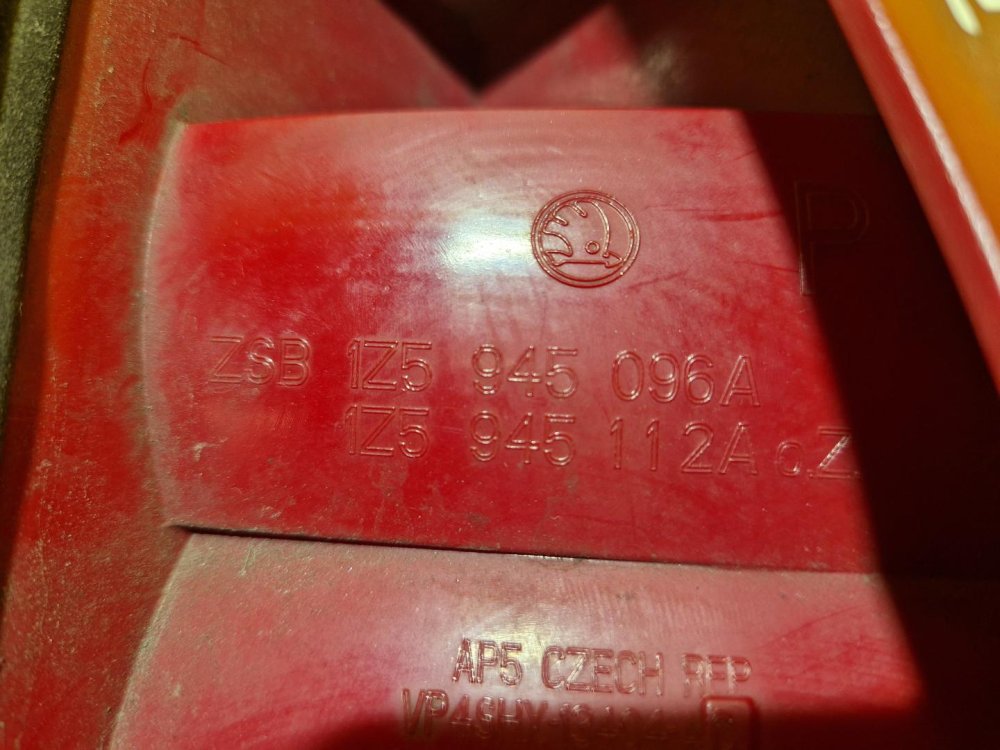 P
ZSB 1Z5 945 096A
" 1Z5 945 112A o.Z
AP5 CZECH REP